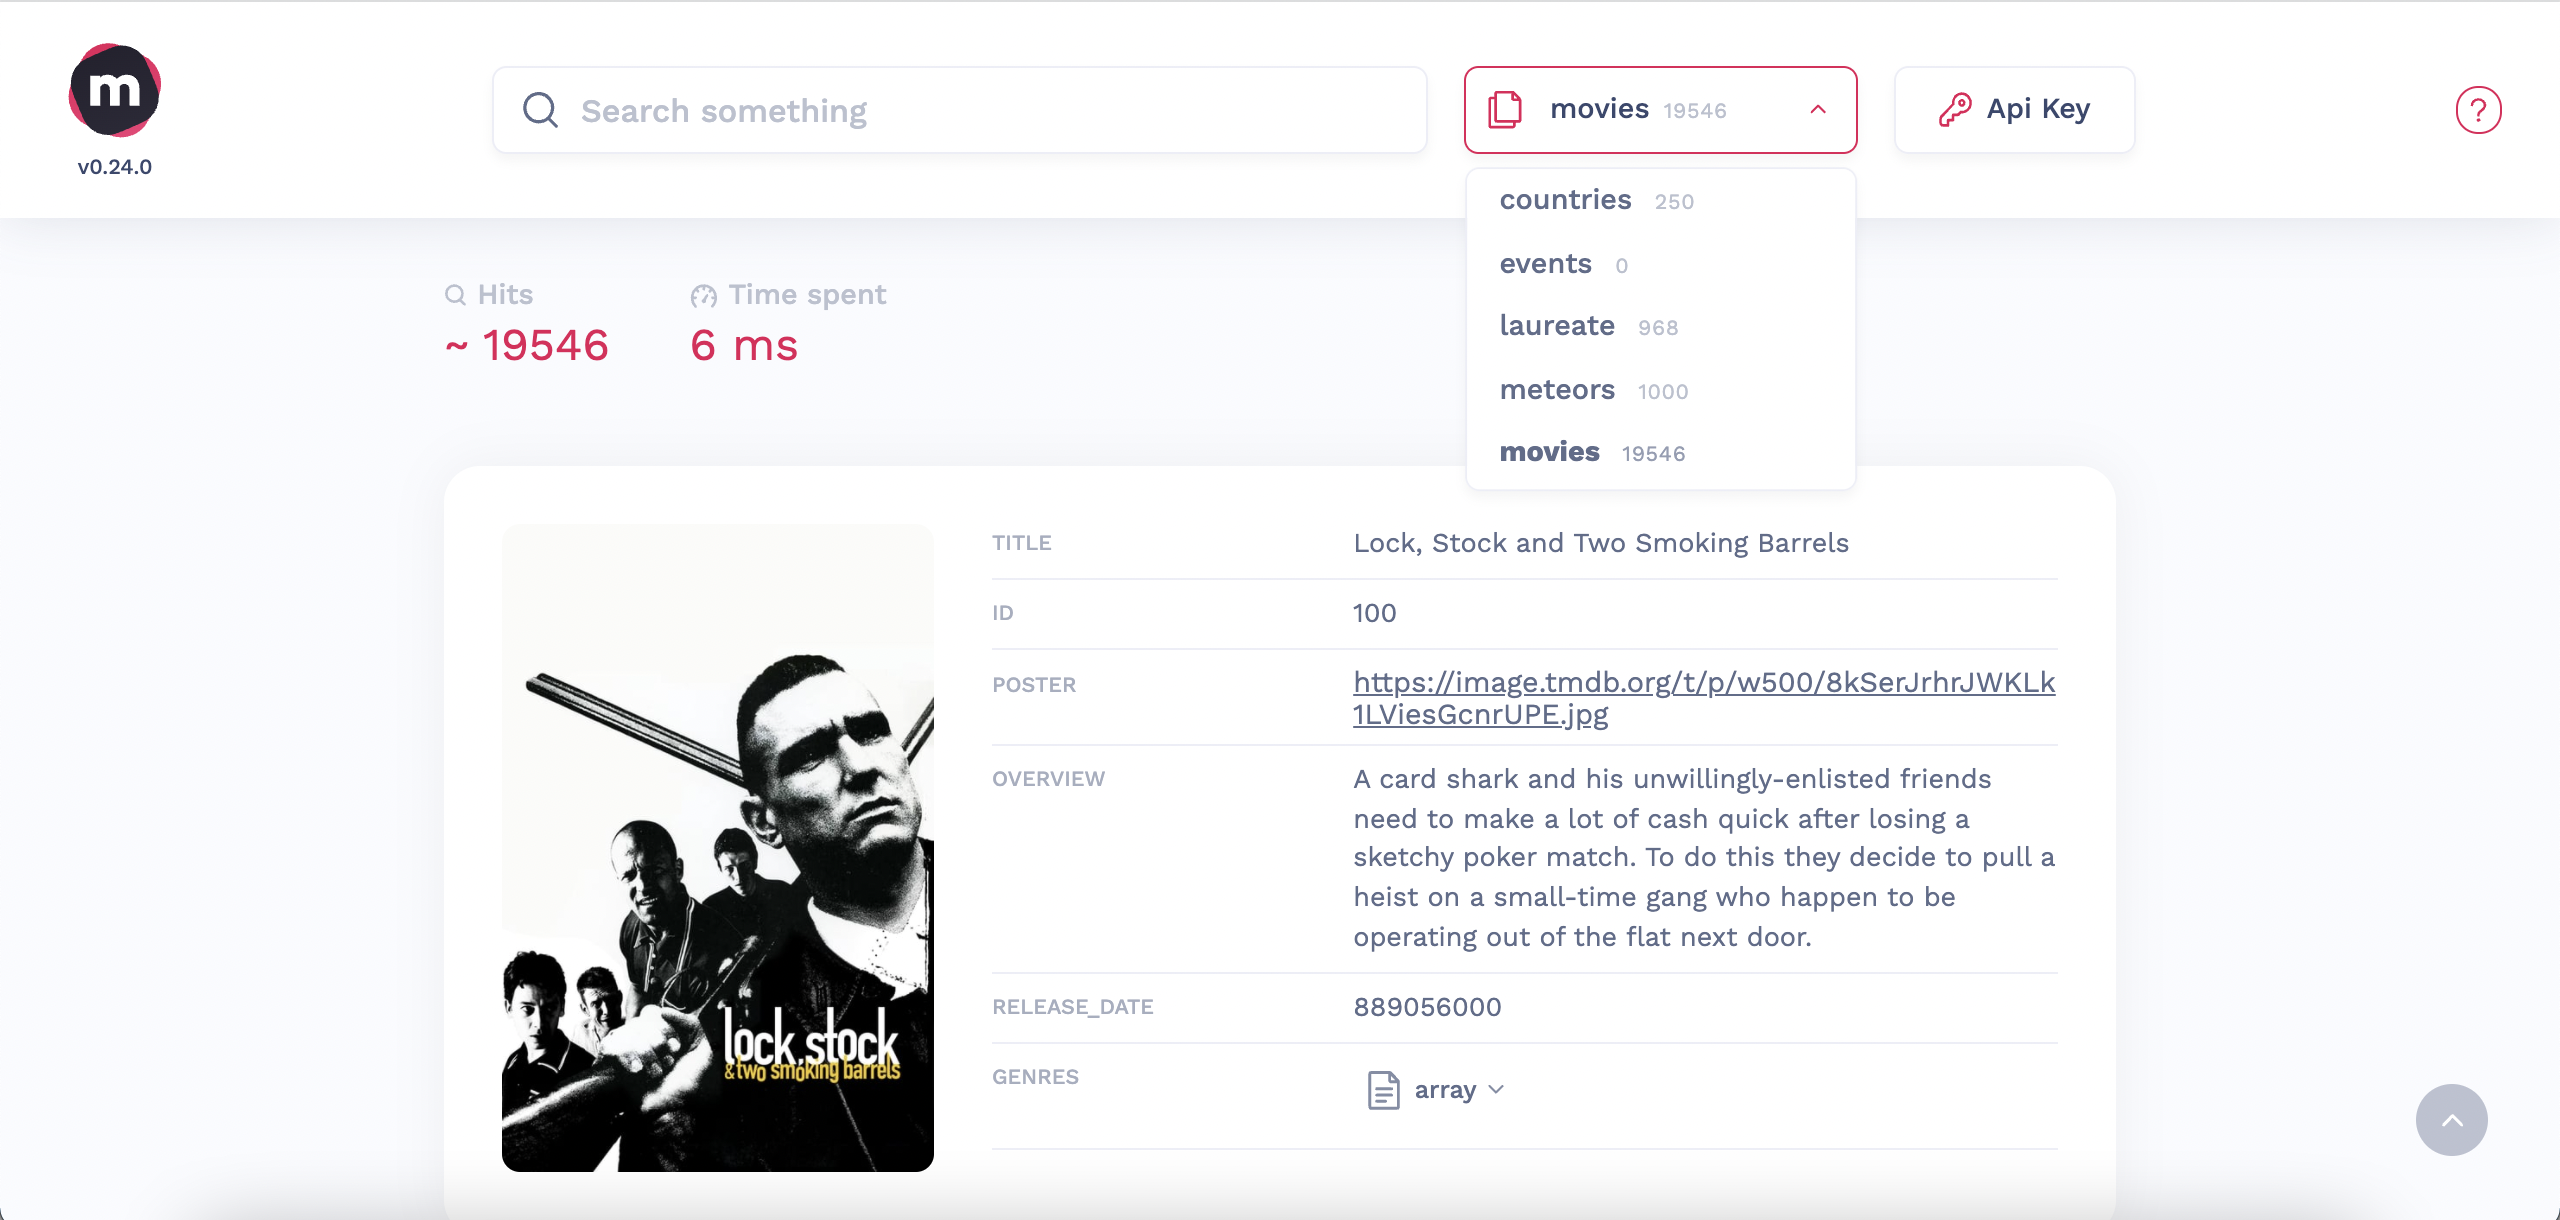 m
v0.24.0
Search something
movies 19546
Api Key
?
countries 250
events 0
laureate 968
meteors 1000
movies 19546
Hits
~ 19546
Time spent
6 ms
lock, stock
& two smoking barrels
TITLE
Lock, Stock and Two Smoking Barrels
ID
100
POSTER
https://image.tmdb.org/t/p/w500/8kSerJrhrJWKLk
1LViesGcnrUPE.jpg
OVERVIEW
A card shark and his unwillingly-enlisted friends
need to make a lot of cash quick after losing a
sketchy poker match. To do this they decide to pull a
heist on a small-time gang who happen to be
operating out of the flat next door.
RELEASE_DATE
889056000
GENRES
array